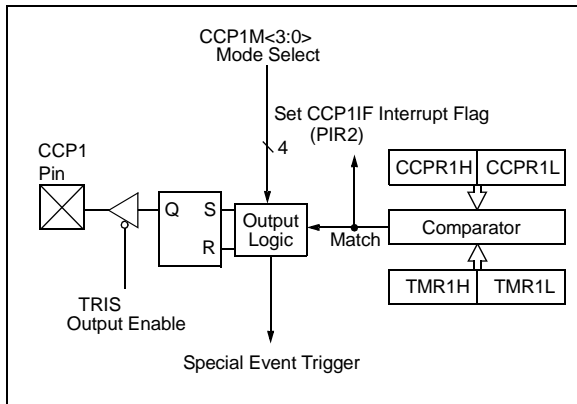 CCP1M<3:0>
Mode Select
Set CCP1IF Interrupt Flag
(PIR2)
4
CCP1
Pin
CCPR1H CCPR1L
Q S
R
Output
Logic
Match
Comparator
TRIS
Output Enable
TMR1H TMR1L
Special Event Trigger